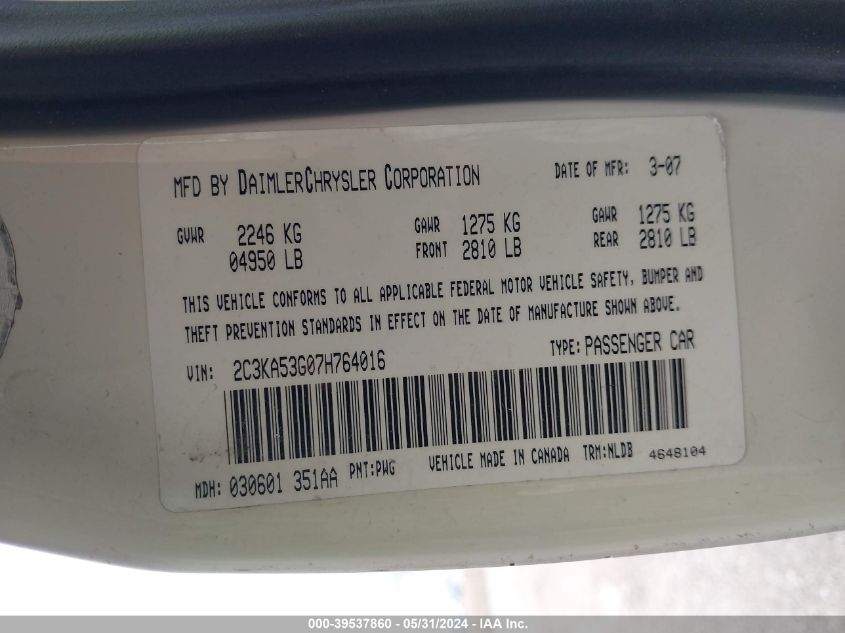 MFD BY DAIMLERCHRYSLER CORPORATION DATE OF MFR: 3-07
GVWR 2246 KG GAWR 1275 KG GAWR 1275 KG
04950 LB FRONT 2810 LB REAR 2810 LB
THIS VEHICLE CONFORMS TO ALL APPLICABLE FEDERAL MOTOR VEHICLE SAFETY, BUMPER AND
THEFT PREVENTION STANDARDS IN EFFECT ON THE DATE OF MANUFACTURE SHOWN ABOVE.
VIN: 2C3KA53G07H764016 TYPE: PASSENGER CAR
MDH: 030601 351AA PNT:PWG VEHICLE MADE IN CANADA TRM:NLDB 4648104
000-39537860 - 05/31/2024 - IAA Inc.